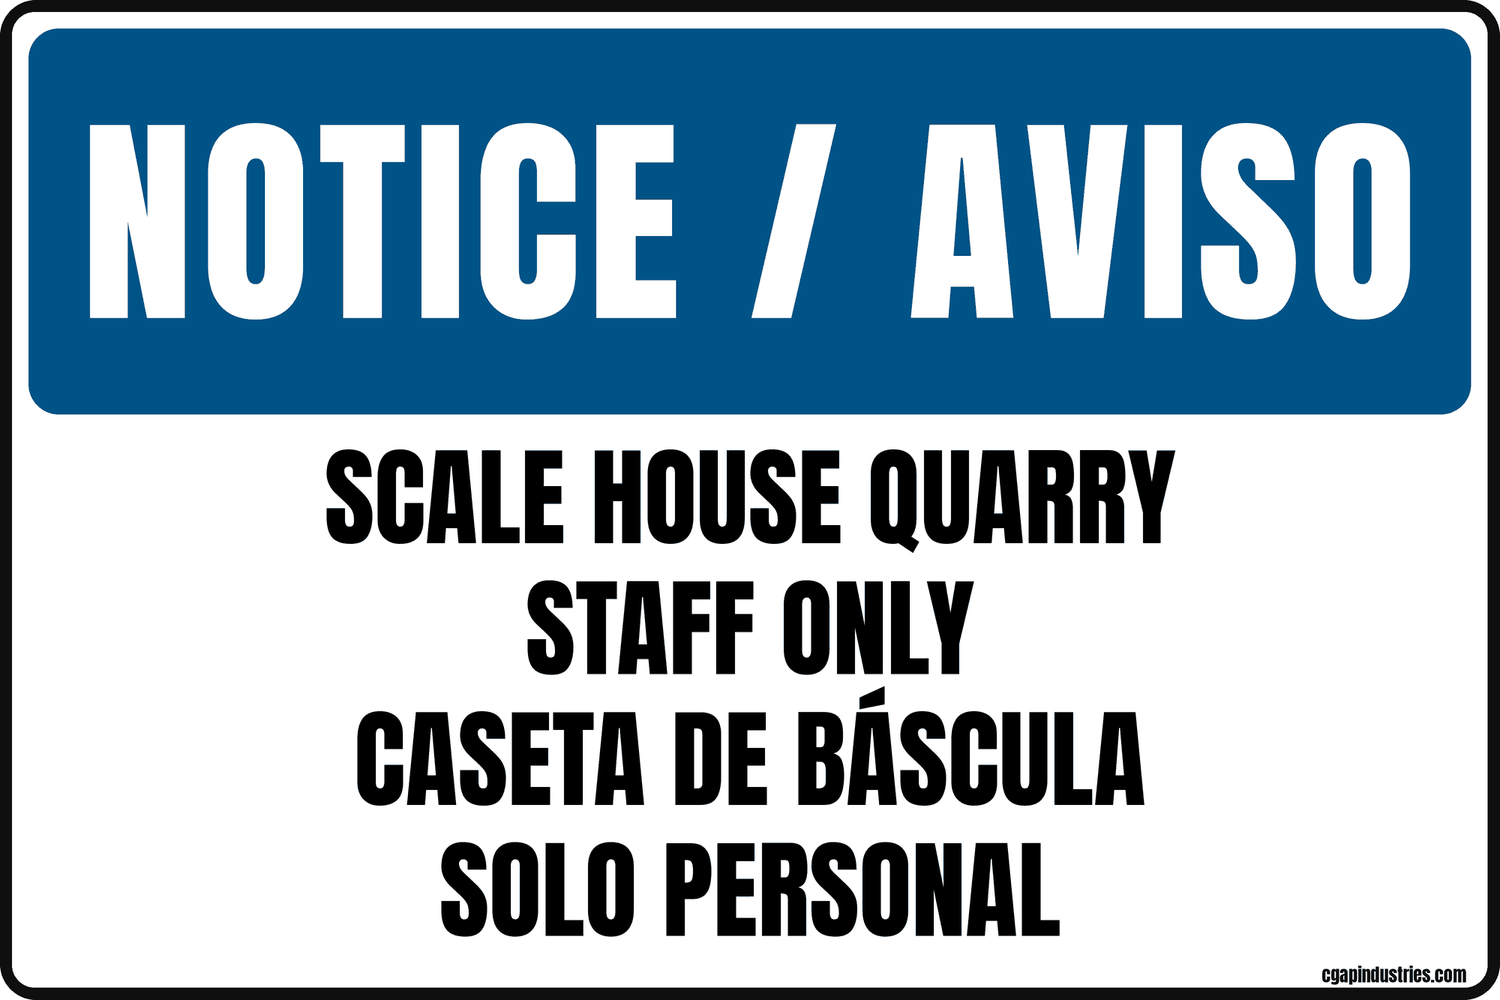 NOTICE / AVISO
SCALE HOUSE QUARRY
STAFF ONLY
CASETA DE BÁSCULA
SOLO PERSONAL
cgapindustries.com